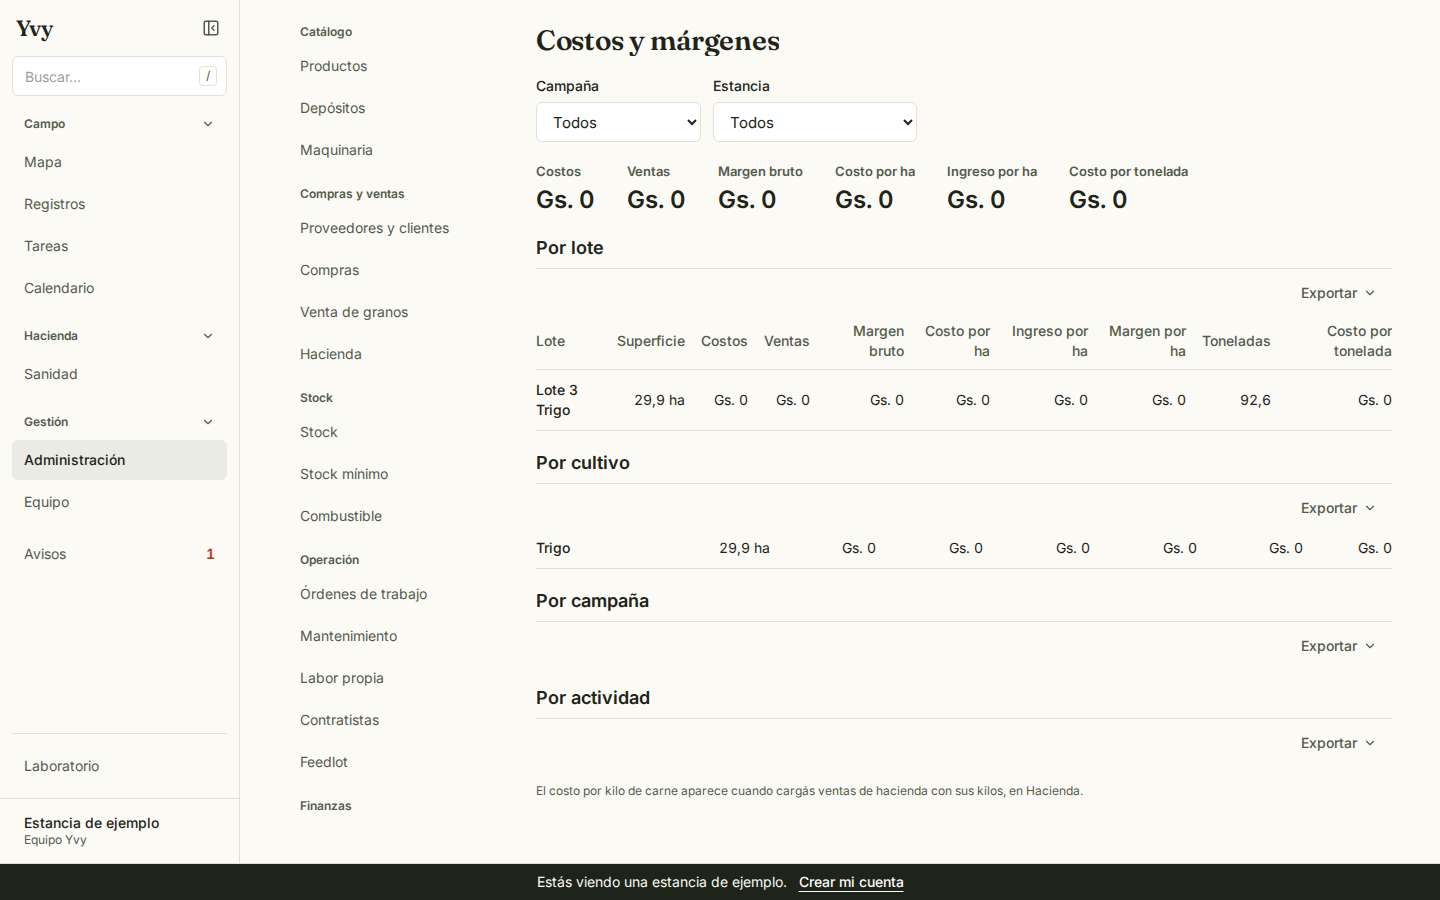 Yvy
Buscar...
/
Campo
Mapa
Registros
Tareas
Calendario
Hacienda
Sanidad
Gestión
Administración
Equipo
Avisos 1
Laboratorio
Estancia de ejemplo
Equipo Yvy
Catálogo
Productos
Depósitos
Maquinaria
Compras y ventas
Proveedores y clientes
Compras
Venta de granos
Hacienda
Stock
Stock
Stock mínimo
Combustible
Operación
Órdenes de trabajo
Mantenimiento
Labor propia
Contratistas
Feedlot
Finanzas
Costos y márgenes
Campaña Estancia
Todos Todos
Costos Ventas Margen bruto Costo por ha Ingreso por ha Costo por tonelada
Gs. 0 Gs. 0 Gs. 0 Gs. 0 Gs. 0 Gs. 0
Por lote
Exportar
Lote Superficie Costos Ventas Margen bruto Costo por ha Ingreso por ha Margen por ha Toneladas Costo por tonelada
Lote 3 Trigo 29,9 ha Gs. 0 Gs. 0 Gs. 0 Gs. 0 Gs. 0 Gs. 0 92,6 Gs. 0
Por cultivo
Exportar
Trigo 29,9 ha Gs. 0 Gs. 0 Gs. 0 Gs. 0 Gs. 0 Gs. 0
Por campaña
Exportar
Por actividad
Exportar
El costo por kilo de carne aparece cuando cargás ventas de hacienda con sus kilos, en Hacienda.
Estás viendo una estancia de ejemplo. Crear mi cuenta